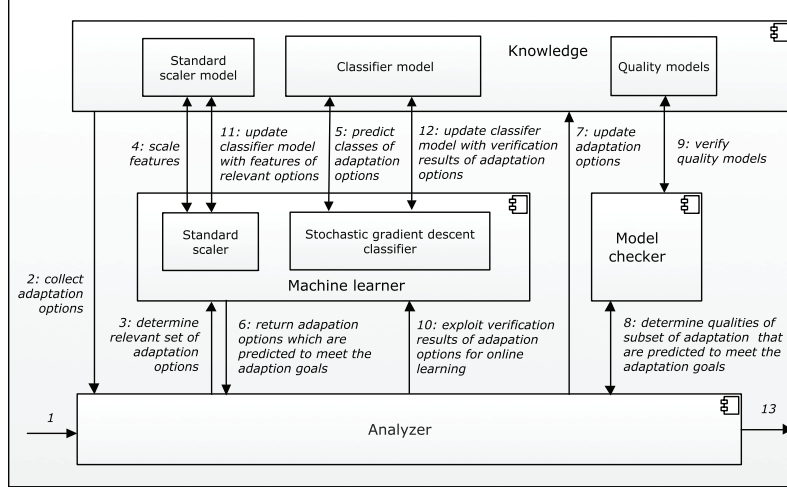 Knowledge
Standard
scaler model
Classifier model
Quality models
4: scale
features
11: update
classifier model
with features of
relevant options
5: predict
classes of
adaptation
options
12: update classifer
model with verification
results of adaptation
options
7: update
adaptation
options
9: verify
quality models
Standard
scaler
Stochastic gradient descent
classifier
Machine learner
Model
checker
2: collect
adaptation
options
3: determine
relevant set of
adaptation
options
6: return adapation
options which are
predicted to meet the
adaption goals
10: exploit verification
results of adapation
options for online
learning
8: determine qualities of
subset of adaptation that
are predicted to meet the
adaptation goals
1
Analyzer
13